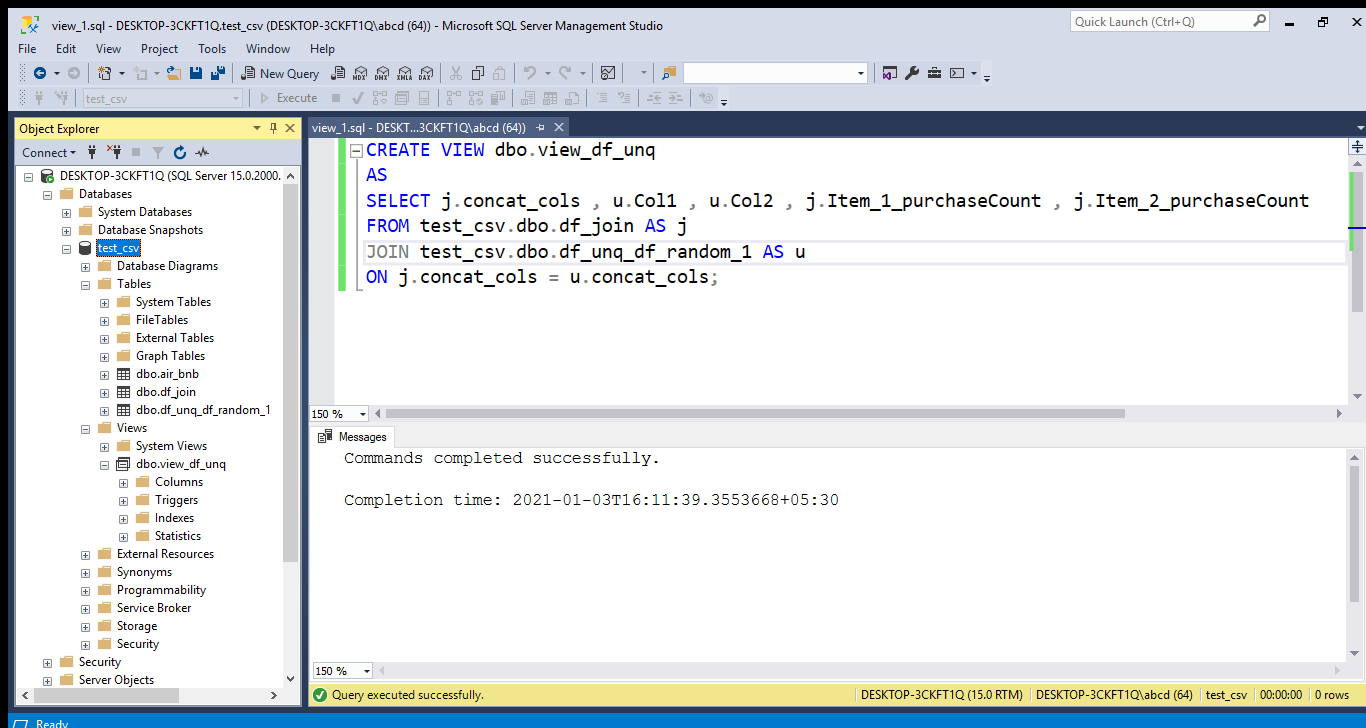 view_1.sql - DESKTOP-3CKFT1Q.test_csv (DESKTOP-3CKFT1Q\abcd (64)) - Microsoft SQL Server Management Studio
Quick Launch (Ctrl+Q)
File Edit View Project Tools Window Help
New Query MDX DMX XMLA DAX
test_csv Execute
Object Explorer
Connect
DESKTOP-3CKFT1Q (SQL Server 15.0.2000.
Databases
System Databases
Database Snapshots
test_csv
Database Diagrams
Tables
System Tables
FileTables
External Tables
Graph Tables
dbo.air_bnb
dbo.df_join
dbo.df_unq_df_random_1
Views
System Views
dbo.view_df_unq
Columns
Triggers
Indexes
Statistics
External Resources
Synonyms
Programmability
Service Broker
Storage
Security
Security
Server Objects
view_1.sql - DESKT...3CKFT1Q\abcd (64))
CREATE VIEW dbo.view_df_unq
AS
SELECT j.concat_cols , u.Col1 , u.Col2 , j.Item_1_purchaseCount , j.Item_2_purchaseCount
FROM test_csv.dbo.df_join AS j
JOIN test_csv.dbo.df_unq_df_random_1 AS u
ON j.concat_cols = u.concat_cols;
150 %
Messages
Commands completed successfully.
Completion time: 2021-01-03T16:11:39.3553668+05:30
150 %
Query executed successfully. DESKTOP-3CKFT1Q (15.0 RTM) DESKTOP-3CKFT1Q\abcd (64) test_csv 00:00:00 0 rows
Ready